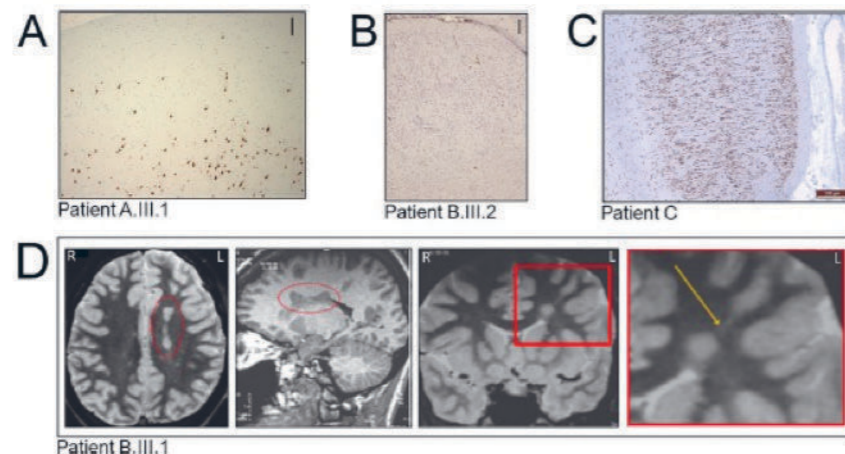 A
B
C
Patient A.III.1
Patient B.III.2
Patient C
D
R
L
R
L
L
Patient B.III.1